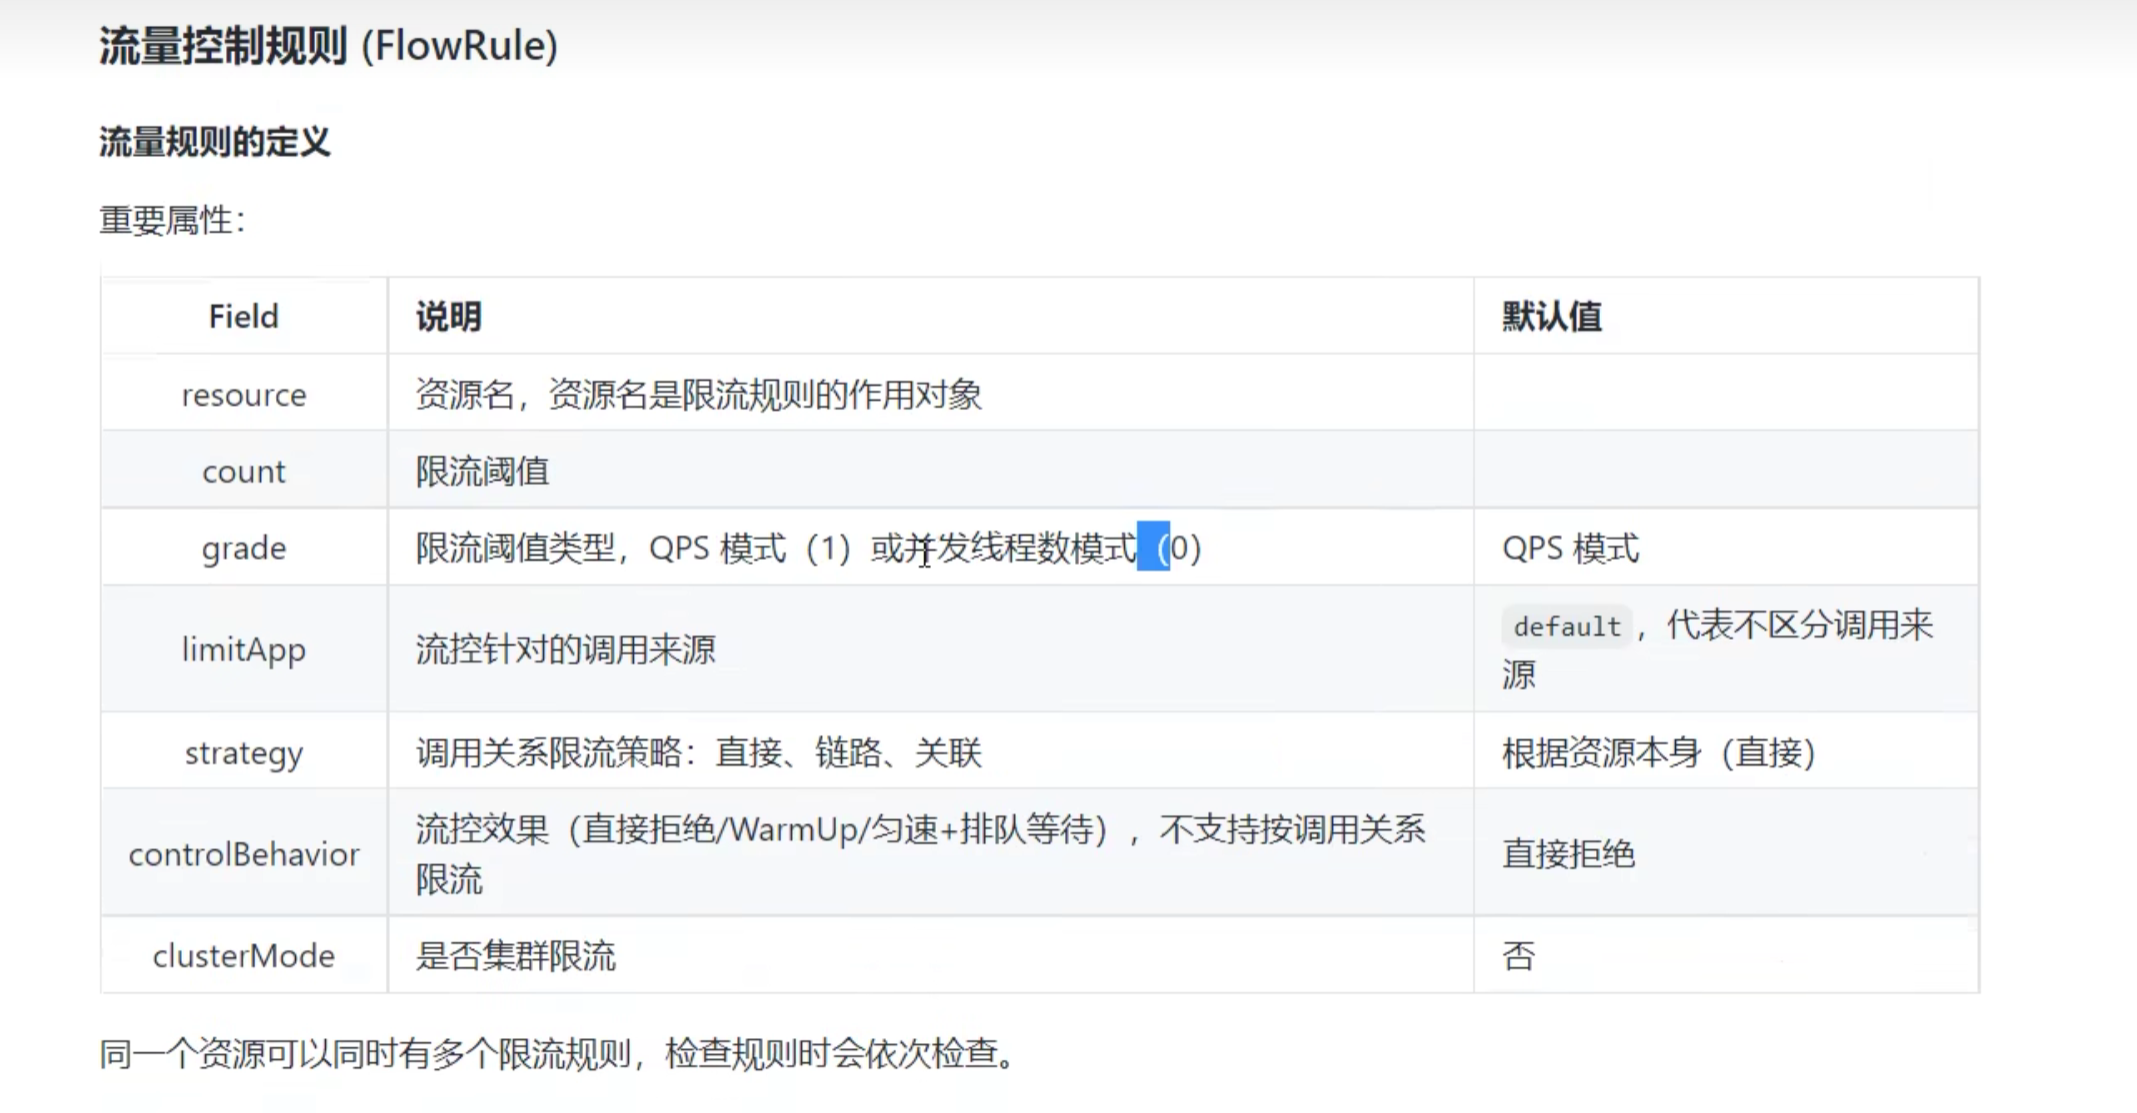 流量控制规则 (FlowRule)
流量规则的定义
重要属性：
Field 说明 默认值
resource 资源名，资源名是限流规则的作用对象
count 限流阈值
grade 限流阈值类型，QPS 模式（1）或并发线程数模式（0） QPS 模式
limitApp 流控针对的调用来源 default，代表不区分调用来
源
strategy 调用关系限流策略：直接、链路、关联 根据资源本身（直接）
controlBehavior 流控效果（直接拒绝/WarmUp/匀速+排队等待），不支持按调用关系
限流 直接拒绝
clusterMode 是否集群限流 否
同一个资源可以同时有多个限流规则，检查规则时会依次检查。